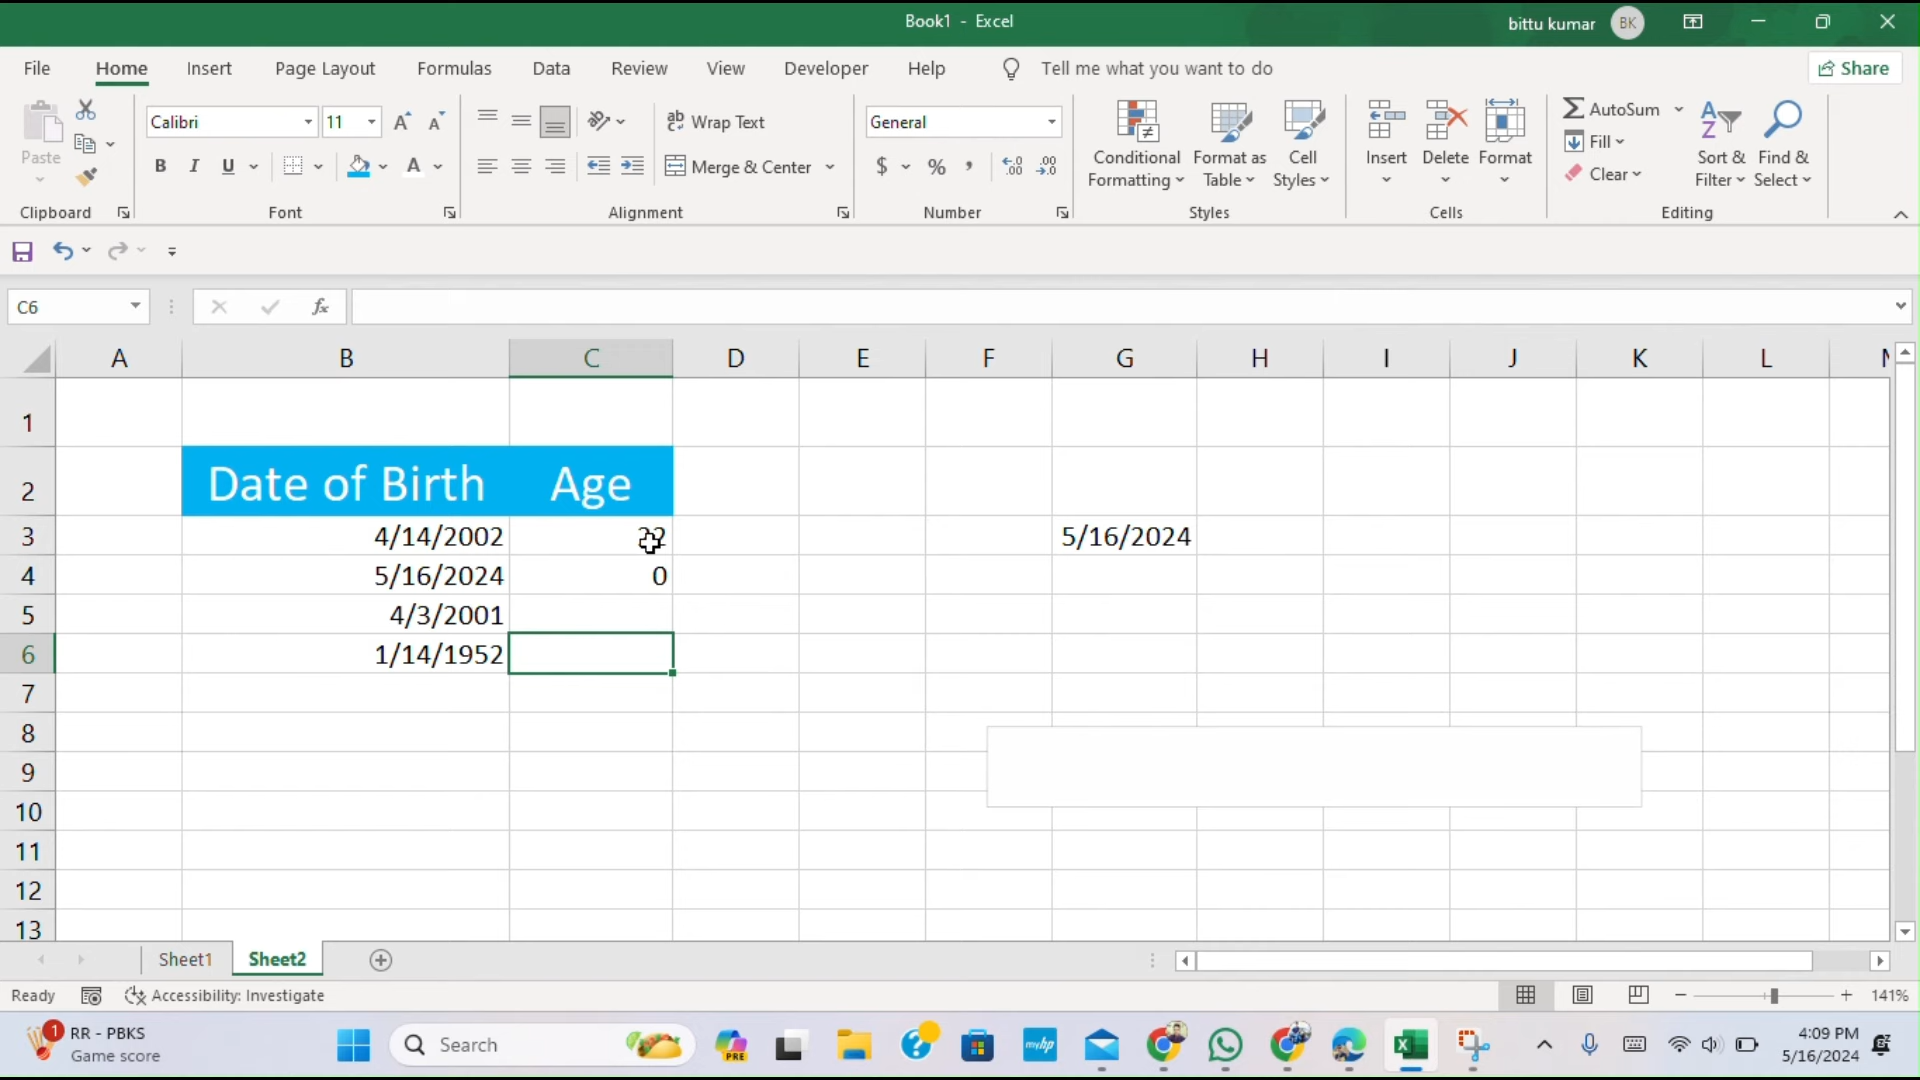 Book1 - Excel
bittu kumar BK
File Home Insert Page Layout Formulas Data Review View Developer Help Tell me what you want to do Share
Paste
Calibri 11
Wrap Text
General
Merge & Center
B I U A
$ % ,
Conditional Formatting
Format as Table
Cell Styles
Insert Delete Format
AutoSum
Fill
Clear
Sort & Filter
Find & Select
Clipboard Font Alignment Number Styles Cells Editing
C6 fx
A B C D E F G H I J K L
1
2 Date of Birth Age
3 4/14/2002 22 5/16/2024
4 5/16/2024 0
5 4/3/2001
6 1/14/1952
7
8
9
10
11
12
13
Sheet1 Sheet2
Ready Accessibility: Investigate 141%
1 RR - PBKS
Game score
Search
PRE
myhp
4:09 PM
5/16/2024